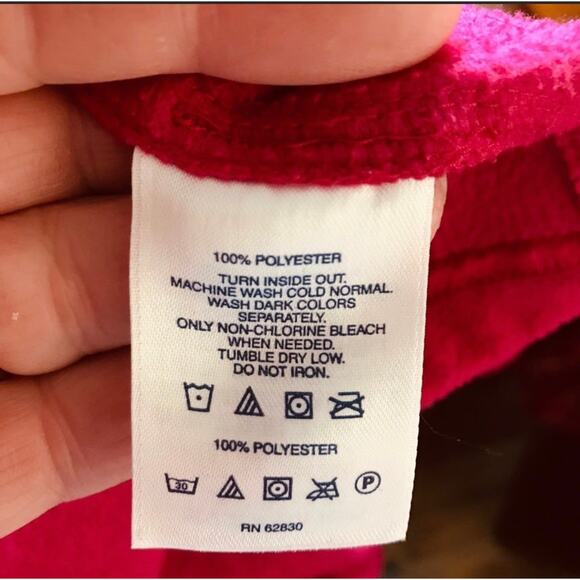 100% POLYESTER
TURN INSIDE OUT.
MACHINE WASH COLD NORMAL.
WASH DARK COLORS
SEPARATELY.
ONLY NON-CHLORINE BLEACH
WHEN NEEDED.
TUMBLE DRY LOW.
DO NOT IRON.
100% POLYESTER
30 P
RN 62830